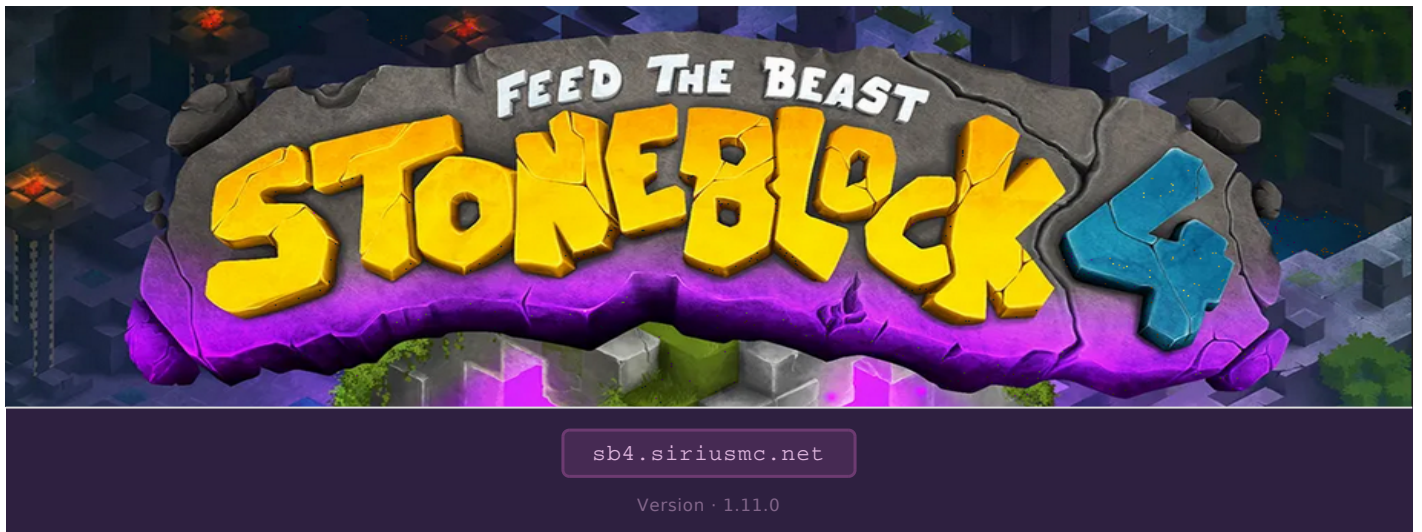 FEED THE BEAST
STONEBLOCK 4
sb4.siriusmc.net
Version · 1.11.0